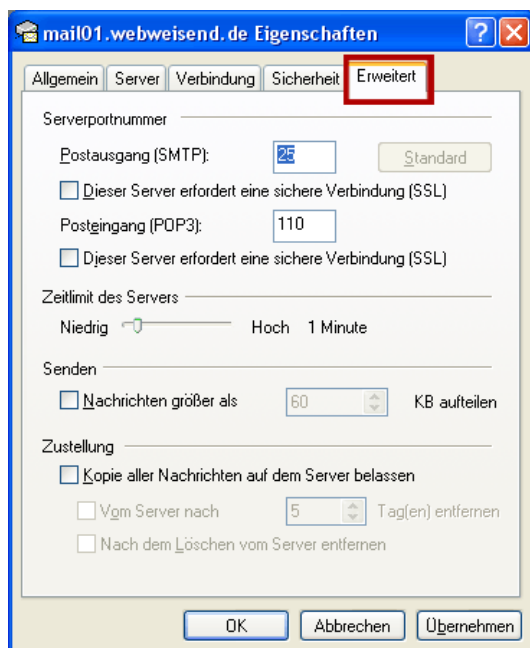 mail01.webweisend.de Eigenschaften
Allgemein Server Verbindung Sicherheit Erweitert
Serverportnummer
Postausgang (SMTP): 25 Standard
Dieser Server erfordert eine sichere Verbindung (SSL)
Posteingang (POP3): 110
Dieser Server erfordert eine sichere Verbindung (SSL)
Zeitlimit des Servers
Niedrig Hoch 1 Minute
Senden
Nachrichten größer als 60 KB aufteilen
Zustellung
Kopie aller Nachrichten auf dem Server belassen
Vom Server nach 5 Tag(en) entfernen
Nach dem Löschen vom Server entfernen
OK Abbrechen Übernehmen